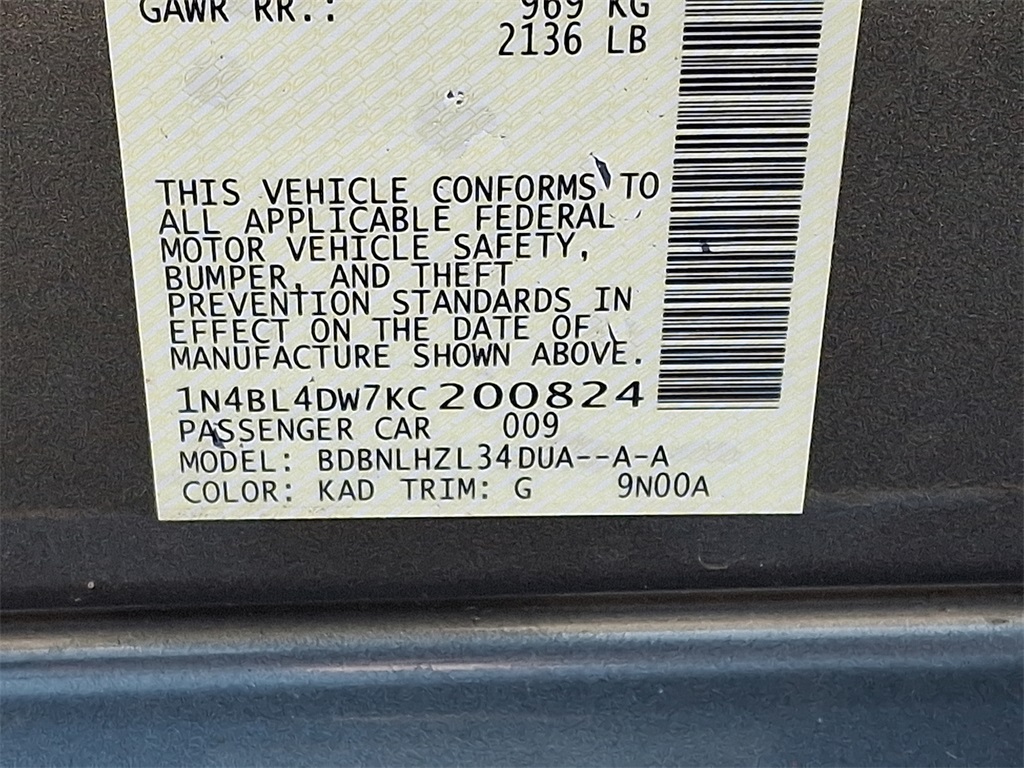 GAWR RR.: 969 KG
2136 LB
THIS VEHICLE CONFORMS TO
ALL APPLICABLE FEDERAL
MOTOR VEHICLE SAFETY,
BUMPER, AND THEFT
PREVENTION STANDARDS IN
EFFECT ON THE DATE OF
MANUFACTURE SHOWN ABOVE.
1N4BL4DW7KC200824
PASSENGER CAR 009
MODEL: BDBNLHZL34DUA--A-A
COLOR: KAD TRIM: G 9N00A